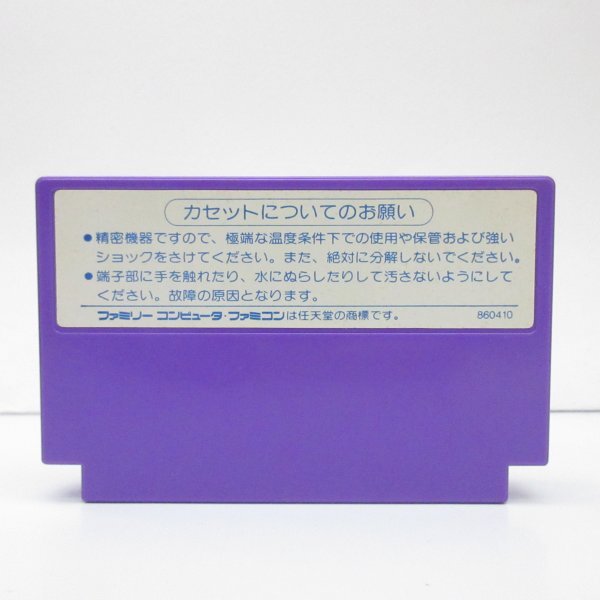 カセットについてのお願い
●精密機器ですので、極端な温度条件下での使用や保管および強い
ショックをさけてください。また、絶対に分解しないでください。
●端子部に手を触れたり、水にぬらしたりして汚さないようにして
ください。故障の原因となります。
ファミリーコンピュータ・ファミコンは任天堂の商標です。 860410